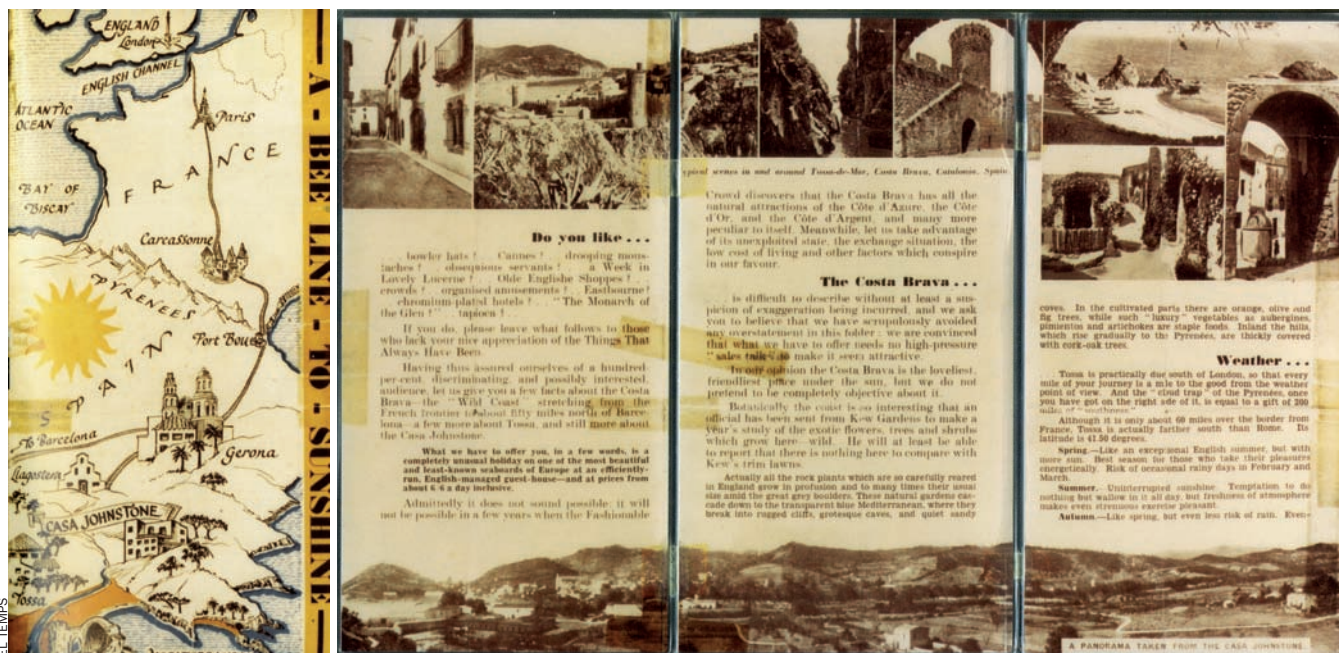 ENGLAND
London
ENGLISH CHANNEL
ATLANTIC
OCEAN
Paris
FRANCE
BAY OF
BISCAY
Carcassonne
PYRENEES
Port Bou
SPAIN
To Barcelona
Gerona
Llagostera
CASA JOHNSTONE
Tossa
A - BEE LINE - TO - SUNSHINE
EL TEMPS
Do you like ...
bowler hats ? . . Cannes ? . . drooping mous-
taches ? . . obsequious servants ? . . a Week in
Lovely Lucerne ? . . Olde Englishe Shoppes ? . .
crowds ? . . organised amusements ? . . Eastbourne ?
. . chromium-plated hotels ? . . "The Monarch of
the Glen ?" . . tapioca ? . .
If you do, please leave what follows to those
who lack your nice appreciation of the Things That
Always Have Been.
Having thus assured ourselves of a hundred-
per-cent. discriminating, and possibly interested,
audience, let us give you a few facts about the Costa
Brava—the "Wild Coast" stretching from the
French frontier to about fifty miles north of Barce-
lona—a few more about Tossa, and still more about
the Casa Johnstone.
What we have to offer you, in a few words, is a
completely unusual holiday on one of the most beautiful
and least-known seaboards of Europe at an efficiently-
run, English-managed guest-house—and at prices from
about 6/6 a day inclusive.
Admittedly it does not sound possible; it will
not be possible in a few years when the Fashionable
ypical scenes in and around Tossa-de-Mar, Costa Brava, Catalonia, Spain.
Crowd discovers that the Costa Brava has all the
natural attractions of the Côte d'Azure, the Côte
d'Or, and the Côte d'Argent, and many more
peculiar to itself. Meanwhile, let us take advantage
of its unexploited state, the exchange situation, the
low cost of living and other factors which conspire
in our favour.
The Costa Brava ...
. . . is difficult to describe without at least a sus-
picion of exaggeration being incurred, and we ask
you to believe that we have scrupulously avoided
any overstatement in this folder; we are convinced
that what we have to offer needs no high-pressure
"sales talk" to make it seem attractive.
In our opinion the Costa Brava is the loveliest,
friendliest place under the sun, but we do not
pretend to be completely objective about it.
Botanically the coast is so interesting that an
official has been sent from Kew Gardens to make a
year's study of the exotic flowers, trees and shrubs
which grow here—wild. He will at least be able
to report that there is nothing here to compare with
Kew's trim lawns.
Actually all the rock plants which are so carefully reared
in England grow in profusion and to many times their usual
size amid the great grey boulders. These natural gardens cas-
cade down to the transparent blue Mediterranean, where they
break into rugged cliffs, grotesque caves, and quiet sandy
coves. In the cultivated parts there are orange, olive and
fig trees, while such "luxury" vegetables as aubergines,
pimientos and artichokes are staple foods. Inland the hills,
which rise gradually to the Pyrenées, are thickly covered
with cork-oak trees.
Weather ...
Tossa is practically due south of London, so that every
mile of your journey is a mile to the good from the weather
point of view. And the "cloud trap" of the Pyrenées, once
you have got on the right side of it, is equal to a gift of 200
miles of "southness."
Although it is only about 60 miles over the border from
France, Tossa is actually farther south than Rome. Its
latitude is 41.50 degrees.
Spring.—Like an exceptional English summer, but with
more sun. Best season for those who take their pleasures
energetically. Risk of occasional rainy days in February and
March.
Summer.—Uninterrupted sunshine. Temptation to do
nothing but wallow in it all day, but freshness of atmosphere
makes even strenuous exercise pleasant.
Autumn.—Like spring, but even less risk of rain. Even-
A PANORAMA TAKEN FROM THE CASA JOHNSTONE.